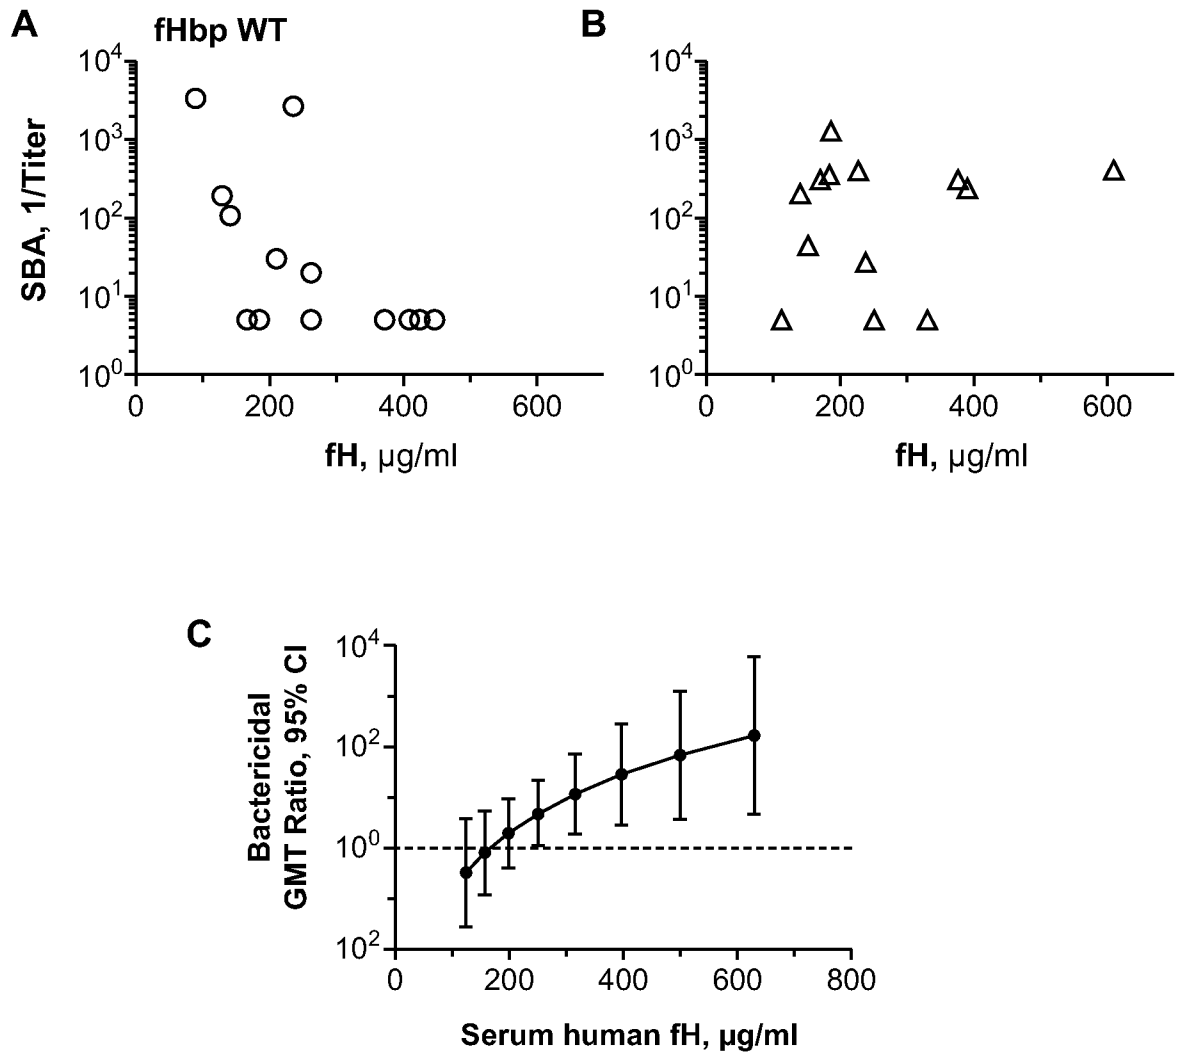 A
fHbp WT
SBA, 1/Titer
10⁴
10³
10²
10¹
10⁰
0 200 400 600
fH, µg/ml
B
10⁴
10³
10²
10¹
10⁰
0 200 400 600
fH, µg/ml
C
Bactericidal
GMT Ratio, 95% CI
10⁴
10²
10⁰
10²
0 200 400 600 800
Serum human fH, µg/ml